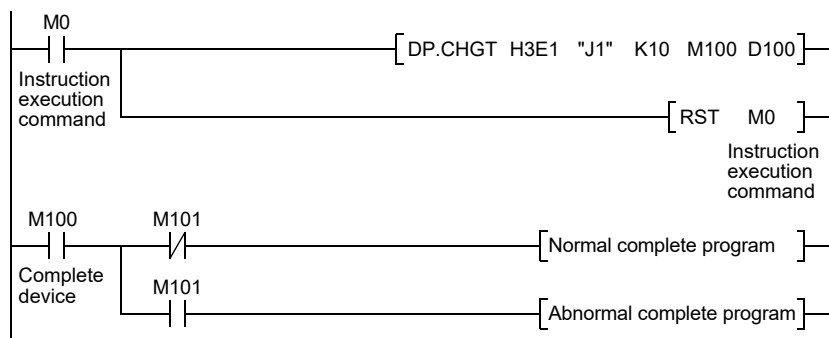 M0
DP.CHGT H3E1 "J1" K10 M100 D100
Instruction
execution
command
RST M0
Instruction
execution
command
M100 M101
Normal complete program
Complete
device
M101
Abnormal complete program